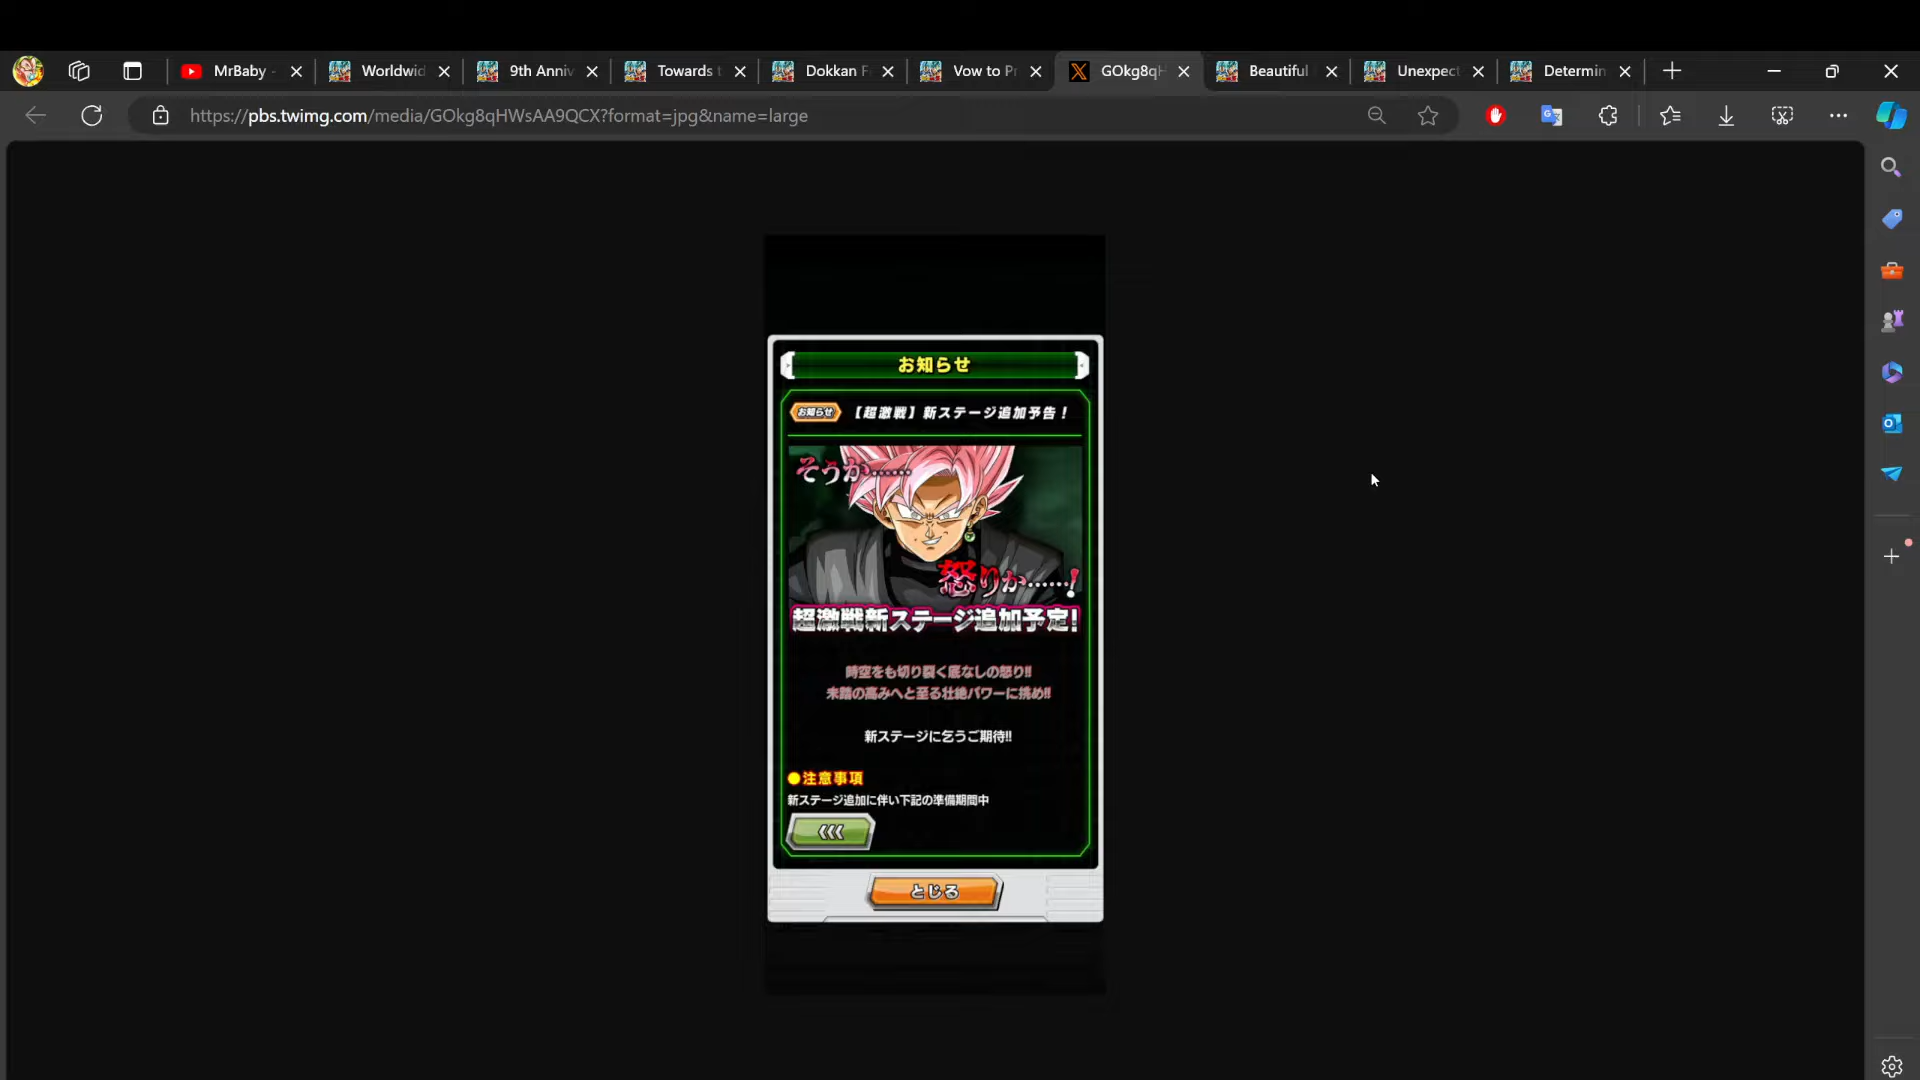 MrBaby -
Worldwid
9th Anniv
Towards t
Dokkan F
Vow to Pr
GOkg8qH
Beautiful
Unexpect
Determin
https://pbs.twimg.com/media/GOkg8qHWsAA9QCX?format=jpg&name=large
お知らせ
お知らせ 【超激戦】新ステージ追加予告！
そうか……
怒りか……！
超激戦新ステージ追加予定!
時空をも切り裂く底なしの怒り!!
未踏の高みへと至る壮絶パワーに挑め!!
新ステージに乞うご期待!!
●注意事項
新ステージ追加に伴い下記の準備期間中
とじる